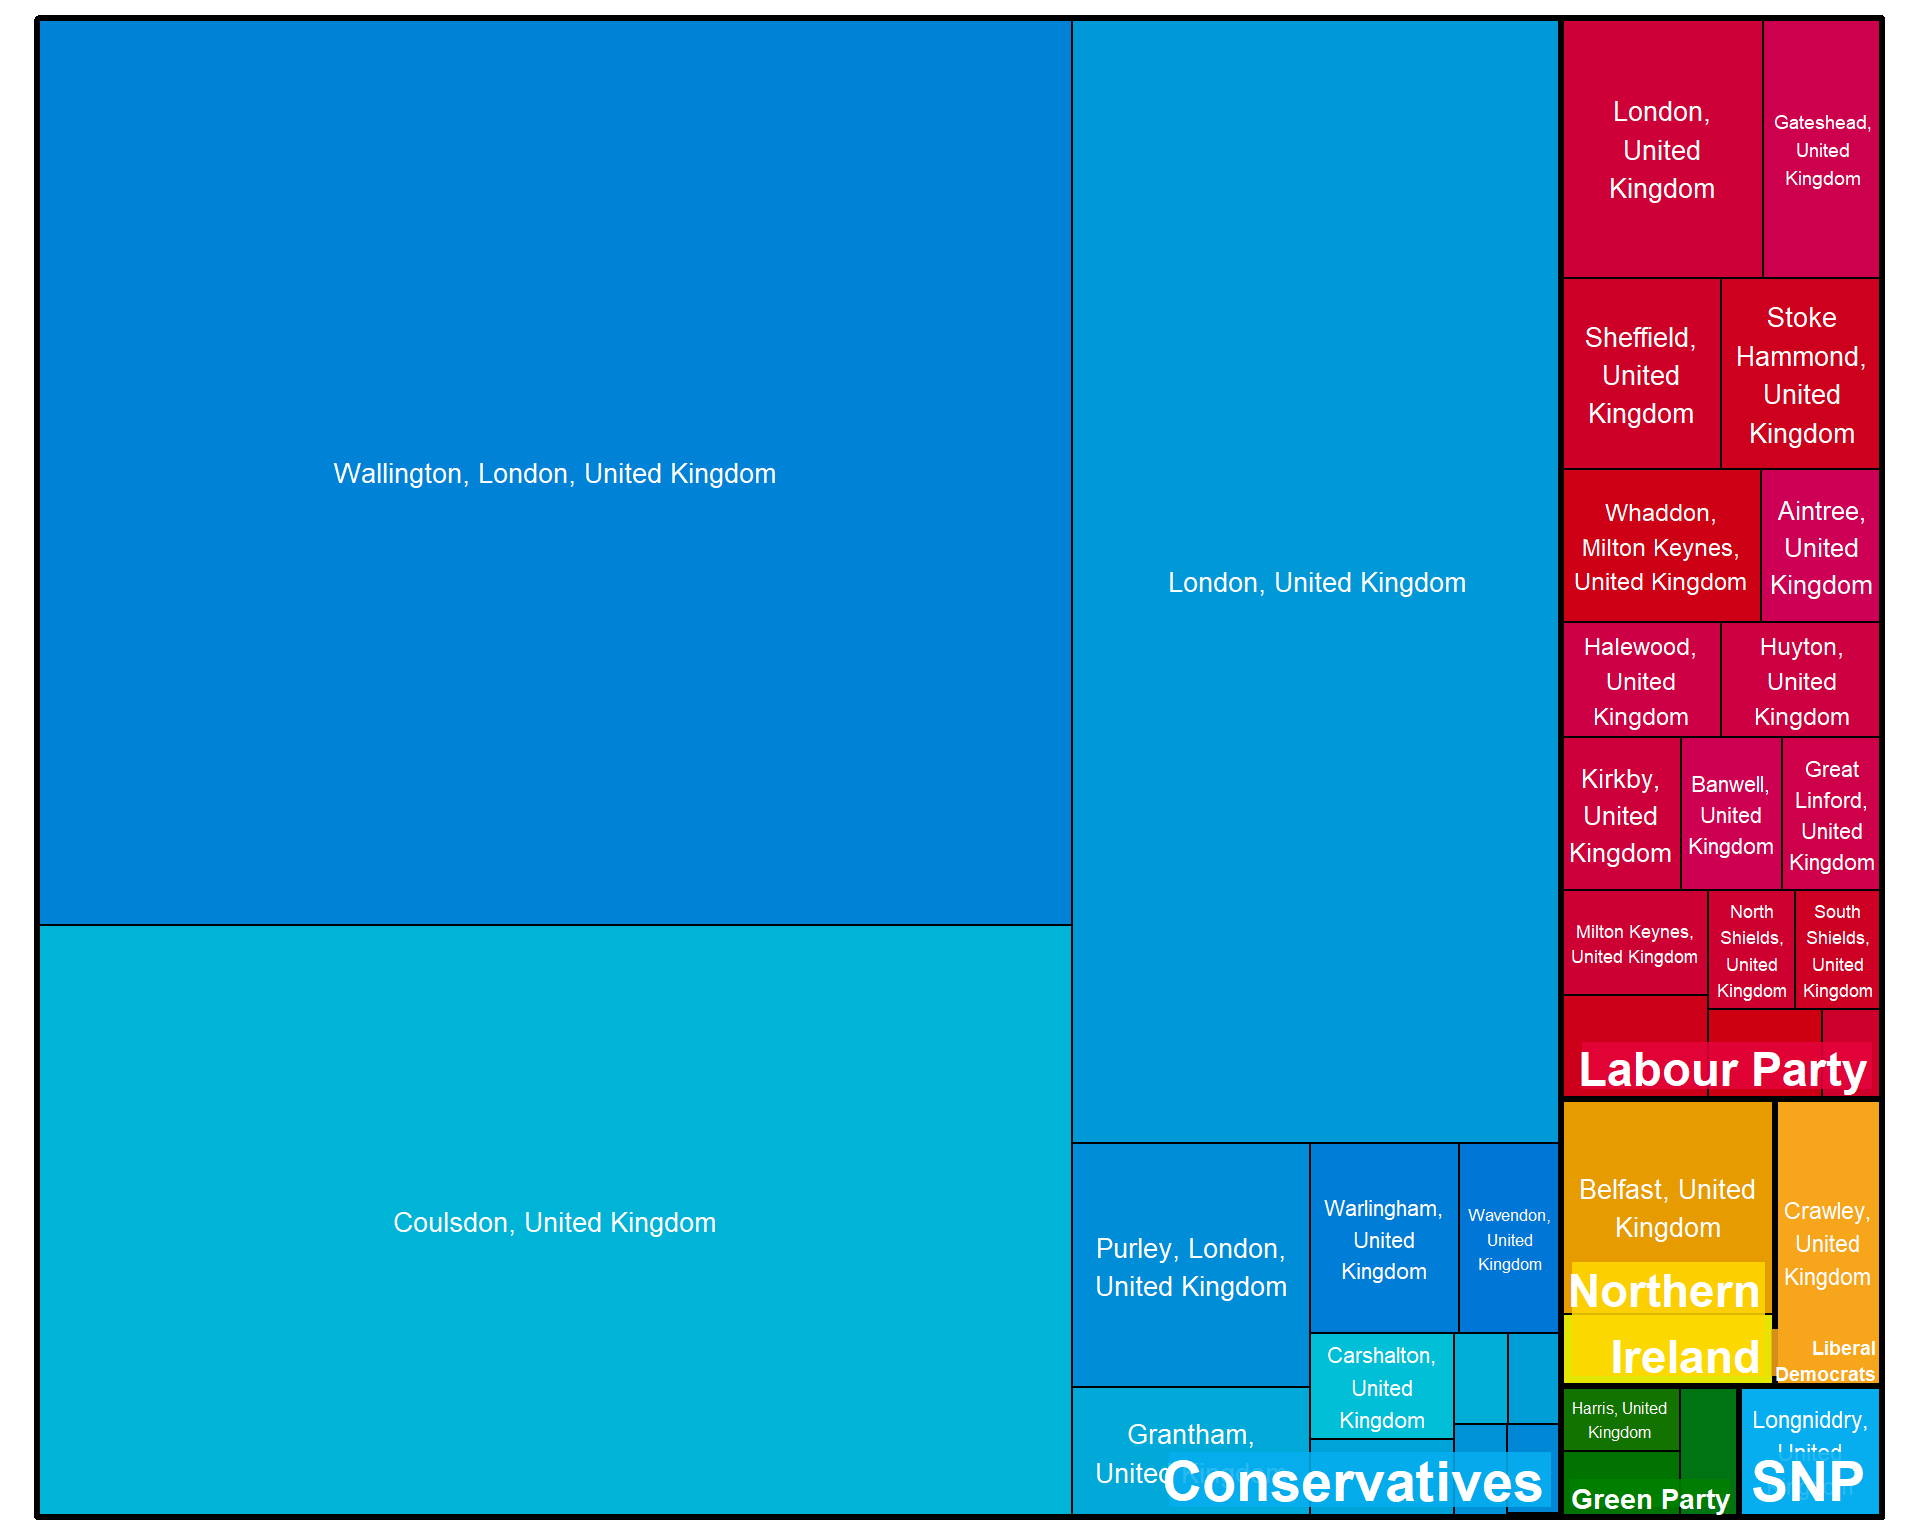 Wallington, London, United Kingdom
Coulsdon, United Kingdom
London, United Kingdom
Purley, London,
United Kingdom
Grantham,
United Kingdom
Warlingham,
United
Kingdom
Wavendon,
United
Kingdom
Carshalton,
United
Kingdom
Conservatives
London,
United
Kingdom
Gateshead,
United
Kingdom
Sheffield,
United
Kingdom
Stoke
Hammond,
United
Kingdom
Whaddon,
Milton Keynes,
United Kingdom
Aintree,
United
Kingdom
Halewood,
United
Kingdom
Huyton,
United
Kingdom
Kirkby,
United
Kingdom
Banwell,
United
Kingdom
Great
Linford,
United
Kingdom
Milton Keynes,
United Kingdom
North
Shields,
United
Kingdom
South
Shields,
United
Kingdom
Labour Party
Belfast, United
Kingdom
Northern
Ireland
Crawley,
United
Kingdom
Liberal
Democrats
Harris, United
Kingdom
Green Party
Longniddry,
United
Kingdom
SNP